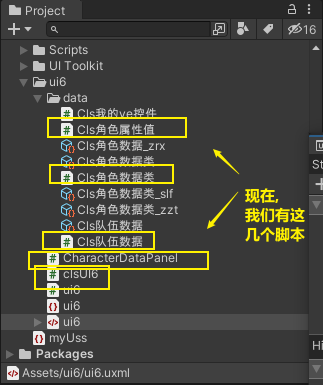 Project
16
Scripts
UI Toolkit
ui6
data
Cls我的ve控件
Cls角色属性值
Cls角色数据_zrx
Cls角色数据类
Cls角色数据类
Cls角色数据类_slf
Cls角色数据类_zzt
Cls队伍数据
Cls队伍数据
CharacterDataPanel
clsUI6
ui6
ui6
ui6
myUss
Packages
Assets/ui6/ui6.uxml
现在,
我们有这
几个脚本
St
Hi